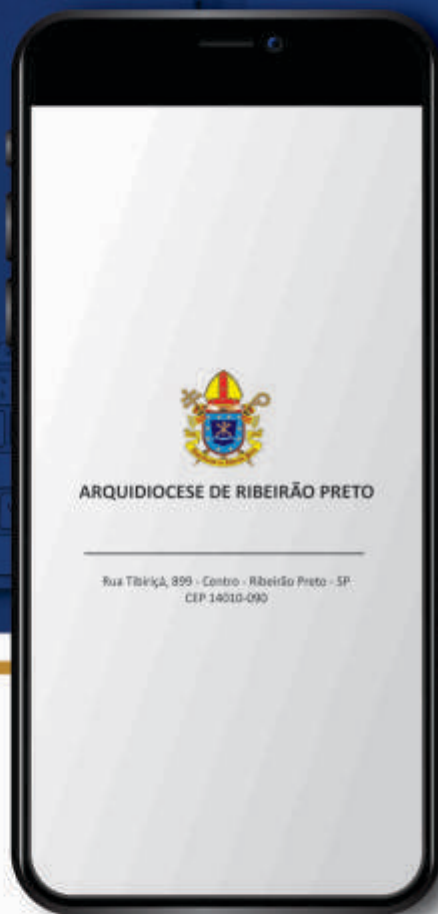 ARQUIDIOCESE DE RIBEIRÃO PRETO
Rua Tibiriçá, 899 - Centro - Ribeirão Preto - SP
CEP 14010-090